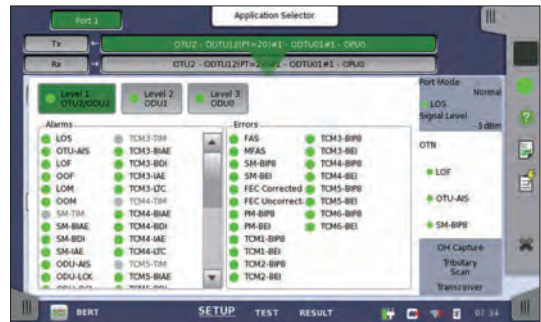 Port 1
Application Selector
Tx
OTU2 - ODTU12(PT=20)#1 - ODTU01#1 - OPU0
Rx
OTU2 - ODTU12(PT=20)#1 - ODTU01#1 - OPU0
Level 1
OTU2/ODU2
Level 2
ODU1
Level 3
ODU0
Port Mode
Normal
LOS
Signal Level
-3 dBm
Alarms
LOS
OTU-AIS
LOF
OOF
LOM
OOM
SM-TIM
SM-BIAE
SM-BDI
SM-IAE
ODU-AIS
ODU-LCK
TCM3-TIM
TCM3-BIAE
TCM3-BDI
TCM3-IAE
TCM3-LTC
TCM4-TIM
TCM4-BIAE
TCM4-BDI
TCM4-IAE
TCM4-LTC
TCM5-TIM
TCM5-BIAE
Errors
FAS
MFAS
SM-BIP8
SM-BEI
FEC Corrected
FEC Uncorrect
PM-BIP8
PM-BEI
TCM1-BIP8
TCM1-BEI
TCM2-BIP8
TCM2-BEI
TCM3-BIP8
TCM3-BEI
TCM4-BIP8
TCM4-BEI
TCM5-BIP8
TCM5-BEI
TCM6-BIP8
TCM6-BEI
OTN
LOF
OTU-AIS
SM-BIP8
OH Capture
Tributary
Scan
Transceiver
BERT
SETUP
TEST
RESULT
07:34